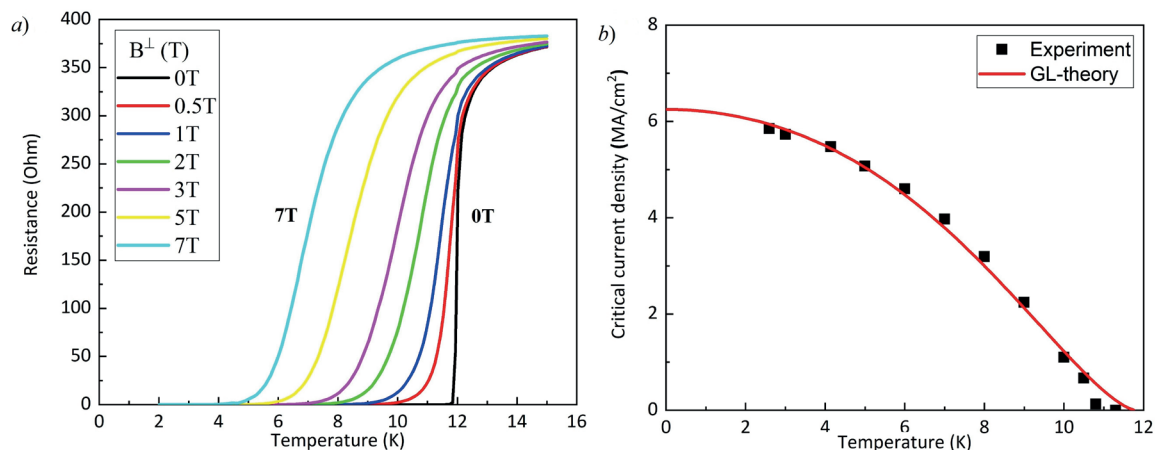 a)
400
350
300
250
200
150
100
50
0
Resistance (Ohm)
B⊥ (T)
0T
0.5T
1T
2T
3T
5T
7T
7T
0T
0 2 4 6 8 10 12 14 16
Temperature (K)
b)
8
6
4
2
0
Critical current density (MA/cm²)
Experiment
GL-theory
0 2 4 6 8 10 12
Temperature (K)